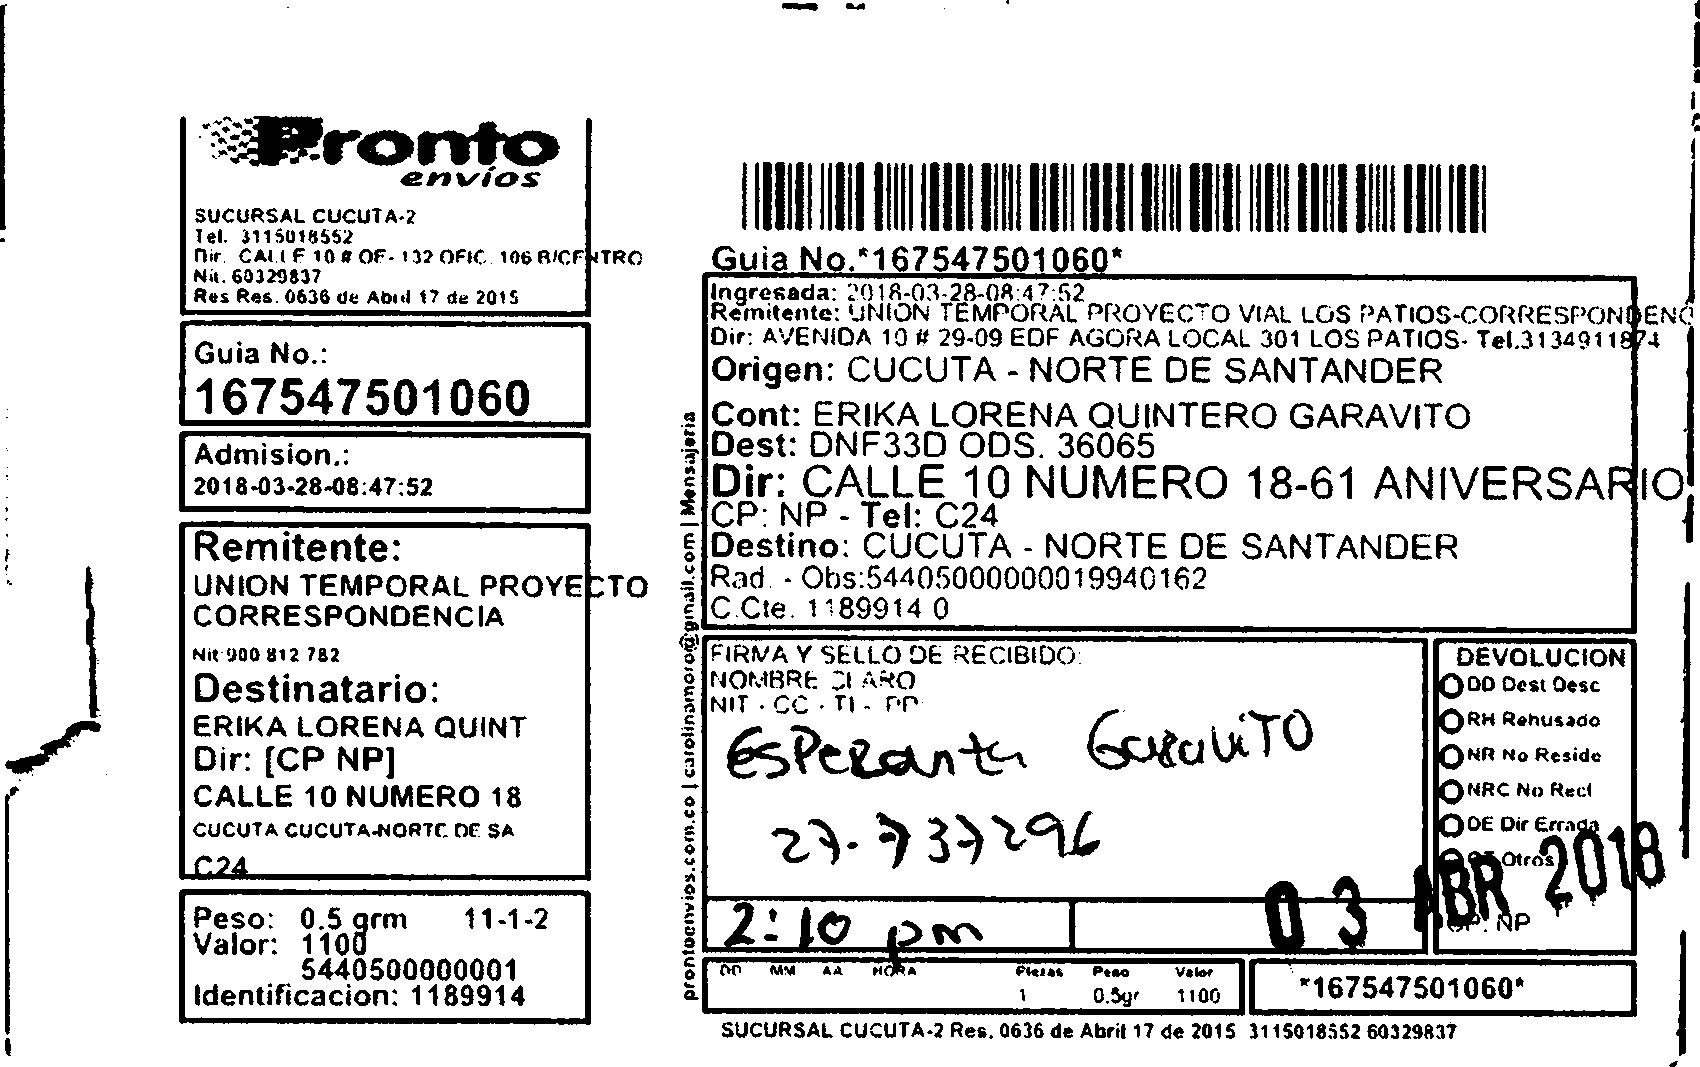 Pronto
envíos
SUCURSAL CUCUTA-2
Tel. 3115018552
Dir. CALLE 10 # OE- 132 OFIC. 106 B/CENTRO
Nit. 60329837
Res Res. 0636 de Abril 17 de 2015
Guia No.:
167547501060
Admision.:
2018-03-28-08:47:52
Remitente:
UNION TEMPORAL PROYECTO
CORRESPONDENCIA
Nit 900 812 782
Destinatario:
ERIKA LORENA QUINT
Dir: [CP NP]
CALLE 10 NUMERO 18
CUCUTA CUCUTA-NORTE DE SA
C24
Peso: 0.5 grm 11-1-2
Valor: 1100
5440500000001
Identificacion: 1189914
prontoenvios.com.co | carolinamoro@gmail.com | Mensajeria
Guia No.*167547501060*
Ingresada: 2018-03-28-08:47:52
Remitente: UNION TEMPORAL PROYECTO VIAL LOS PATIOS-CORRESPONDENC
Dir: AVENIDA 10 # 29-09 EDF AGORA LOCAL 301 LOS PATIOS- Tel.3134911874
Origen: CUCUTA - NORTE DE SANTANDER
Cont: ERIKA LORENA QUINTERO GARAVITO
Dest: DNF33D ODS. 36065
Dir: CALLE 10 NUMERO 18-61 ANIVERSARIO
CP: NP - Tel: C24
Destino: CUCUTA - NORTE DE SANTANDER
Rad. - Obs:54405000000019940162
C.Cte. 1189914 0
FIRMA Y SELLO DE RECIBIDO:
NOMBRE CLARO
NIT - CC - TI - PP
Esperanta Garavito
27.737296
2:10 pm
03 ABR 2018
DEVOLUCION
DD Dest Desc
RH Rehusado
NR No Reside
NRC No Recl
DE Dir Errada
Otros
CP: NP
DD MM AA HORA Piezas Peso Valor
1 0.5gr 1100
*167547501060*
SUCURSAL CUCUTA-2 Res. 0636 de Abril 17 de 2015 3115018552 60329837